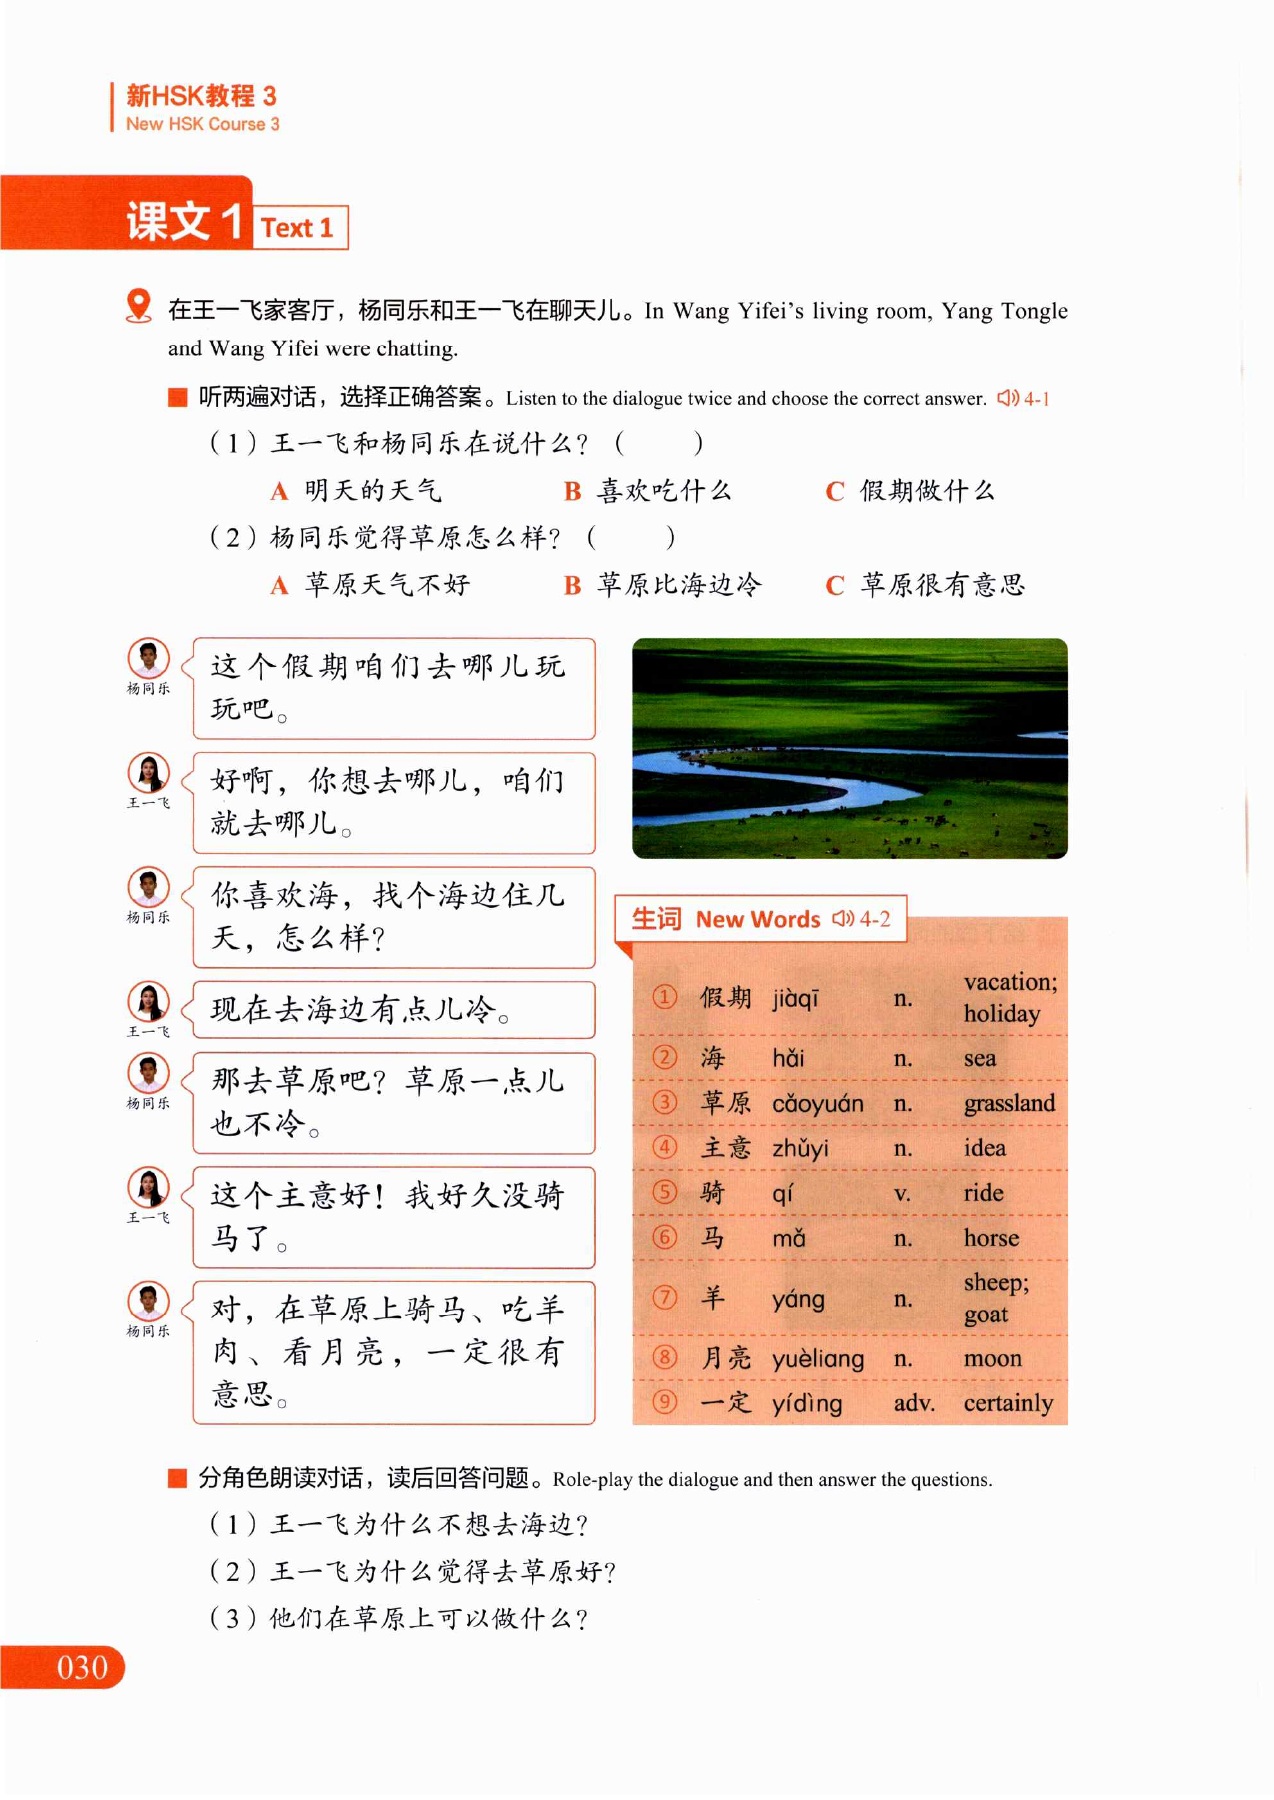 新HSK教程 3
New HSK Course 3
课文 1 Text 1
在王一飞家客厅，杨同乐和王一飞在聊天儿。In Wang Yifei's living room, Yang Tongle
and Wang Yifei were chatting.
听两遍对话，选择正确答案。Listen to the dialogue twice and choose the correct answer. 4-1
（1）王一飞和杨同乐在说什么？（　　）
A 明天的天气 B 喜欢吃什么 C 假期做什么
（2）杨同乐觉得草原怎么样？（　　）
A 草原天气不好 B 草原比海边冷 C 草原很有意思
杨同乐
这个假期咱们去哪儿玩
玩吧。
王一飞
好啊，你想去哪儿，咱们
就去哪儿。
杨同乐
你喜欢海，找个海边住几
天，怎么样？
王一飞
现在去海边有点儿冷。
杨同乐
那去草原吧？草原一点儿
也不冷。
王一飞
这个主意好！我好久没骑
马了。
杨同乐
对，在草原上骑马、吃羊
肉、看月亮，一定很有
意思。
生词 New Words 4-2
① 假期 jiàqī n. vacation;
holiday
② 海 hǎi n. sea
③ 草原 cǎoyuán n. grassland
④ 主意 zhǔyi n. idea
⑤ 骑 qí v. ride
⑥ 马 mǎ n. horse
⑦ 羊 yáng n. sheep;
goat
⑧ 月亮 yuèliang n. moon
⑨ 一定 yídìng adv. certainly
分角色朗读对话，读后回答问题。Role-play the dialogue and then answer the questions.
（1）王一飞为什么不想去海边？
（2）王一飞为什么觉得去草原好？
（3）他们在草原上可以做什么？
030